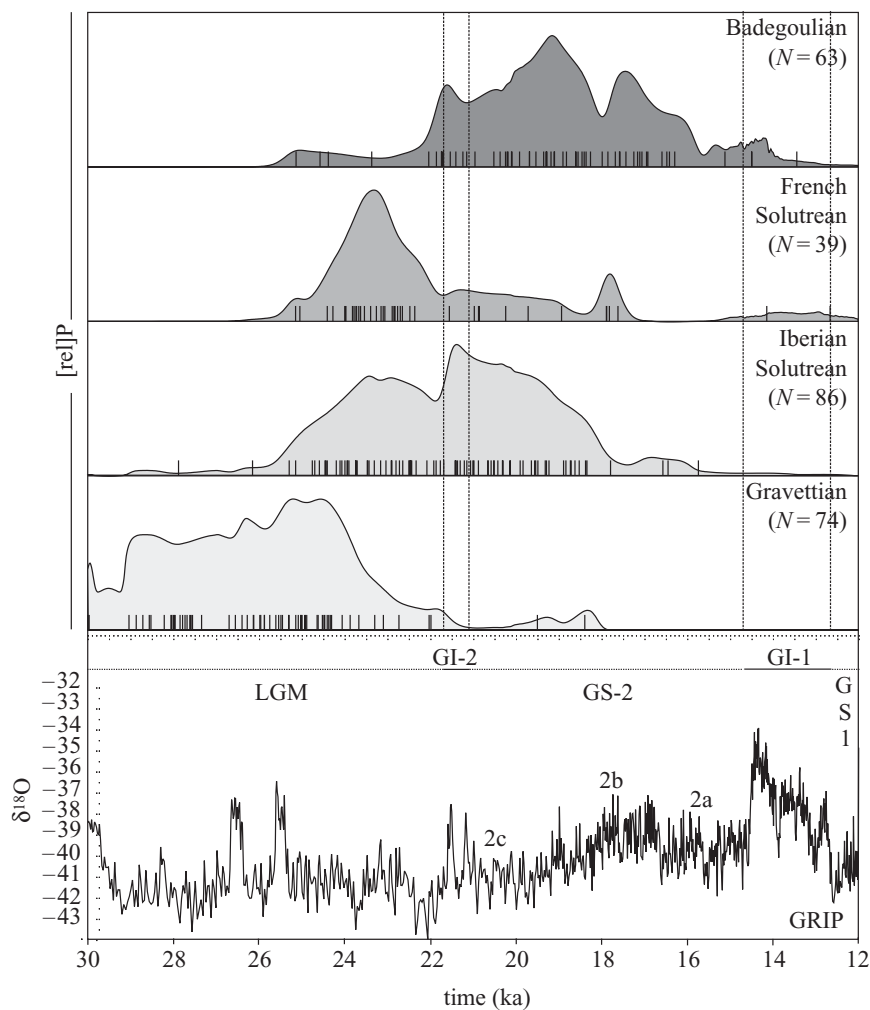 Badegoulian
(N = 63)
French
Solutrean
(N = 39)
Iberian
Solutrean
(N = 86)
Gravettian
(N = 74)
[rel]P
GI-2
GI-1
LGM
GS-2
G
S
1
−32
−33
−34
−35
−36
−37
−38
−39
−40
−41
−42
−43
δ¹⁸O
2c
2b
2a
GRIP
30
28
26
24
22
20
18
16
14
12
time (ka)